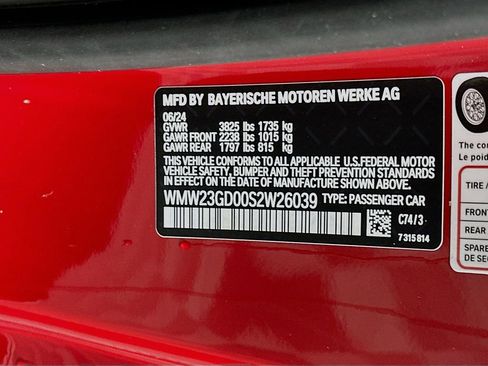 MFD BY BAYERISCHE MOTOREN WERKE AG
06/24
GVWR 3825 lbs 1735 kg
GAWR FRONT 2238 lbs 1015 kg
GAWR REAR 1797 lbs 815 kg
THIS VEHICLE CONFORMS TO ALL APPLICABLE U.S.FEDERAL MOTOR
VEHICLE SAFETY, BUMPER AND THEFT PREVENTION STANDARDS
IN EFFECT ON THE DATE OF MANUFACTURE SHOWN ABOVE.
WMW23GD00S2W26039 TYPE: PASSENGER CAR
C74/3
7315814
The co
Le poid
TIRE /
FRONT
REAR
SPARE
DE SEC